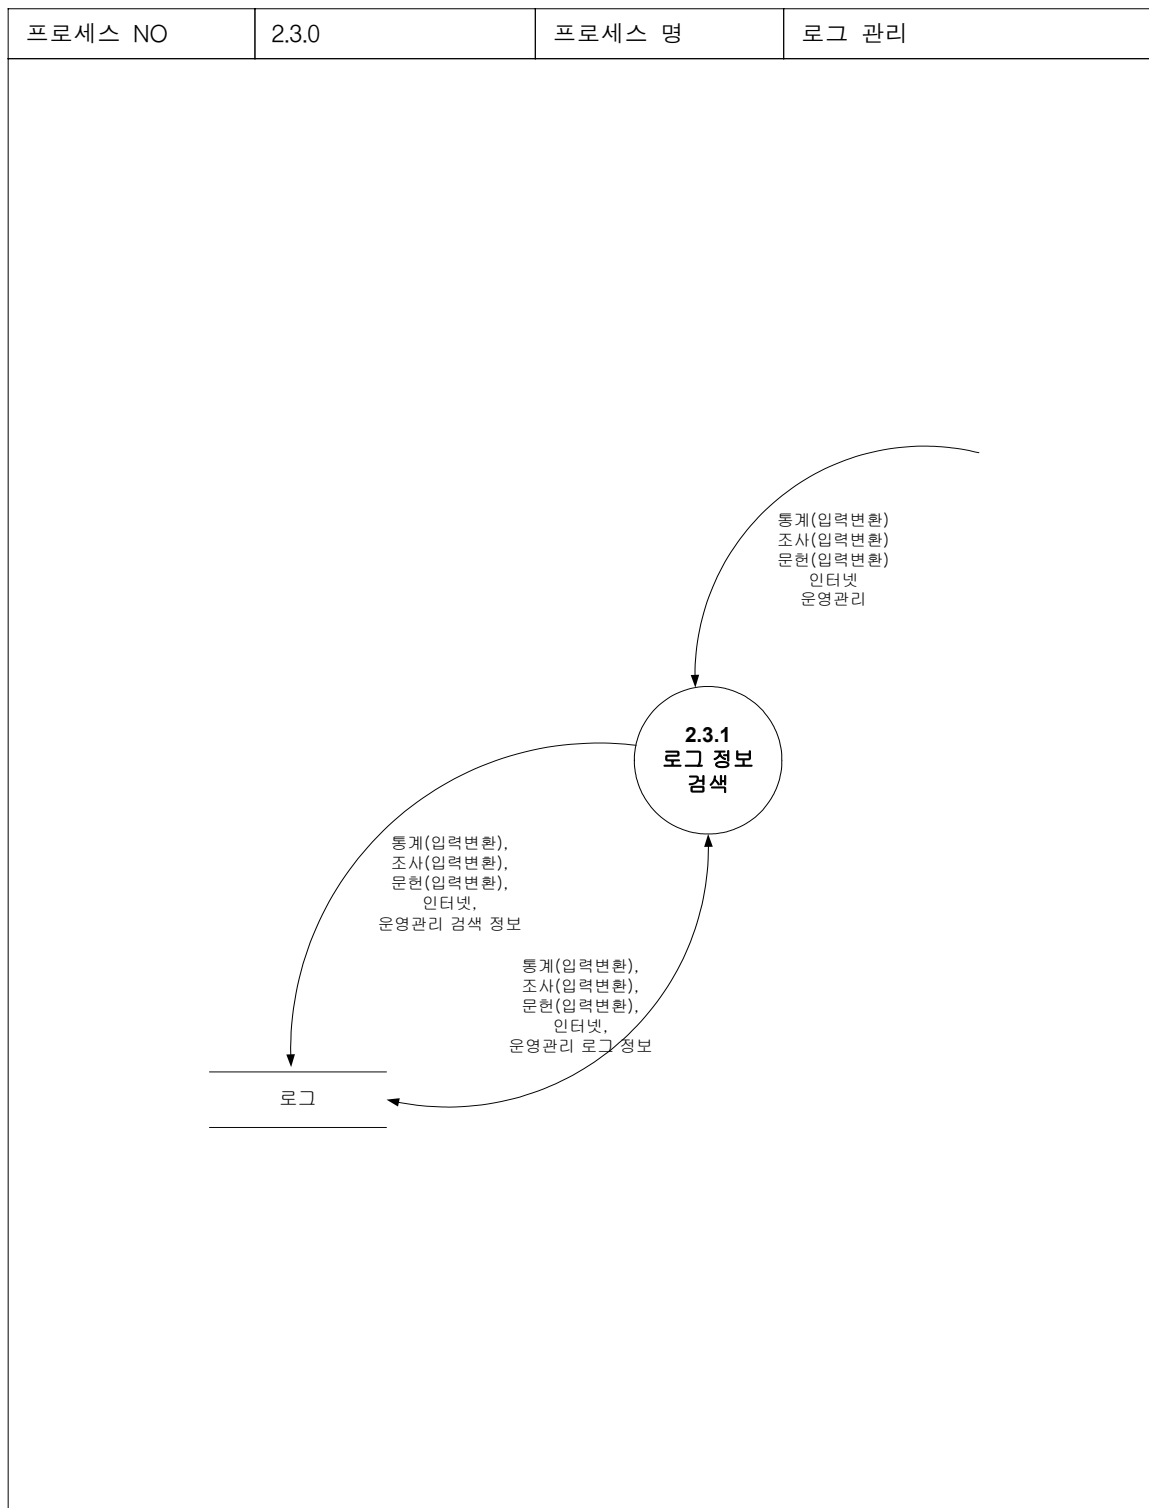 프로세스 NO 2.3.0 프로세스 명 로그 관리
통계(입력변환)
조사(입력변환)
문헌(입력변환)
인터넷
운영관리
2.3.1
로그 정보
검색
통계(입력변환),
조사(입력변환),
문헌(입력변환),
인터넷,
운영관리 검색 정보
통계(입력변환),
조사(입력변환),
문헌(입력변환),
인터넷,
운영관리 로그 정보
로그